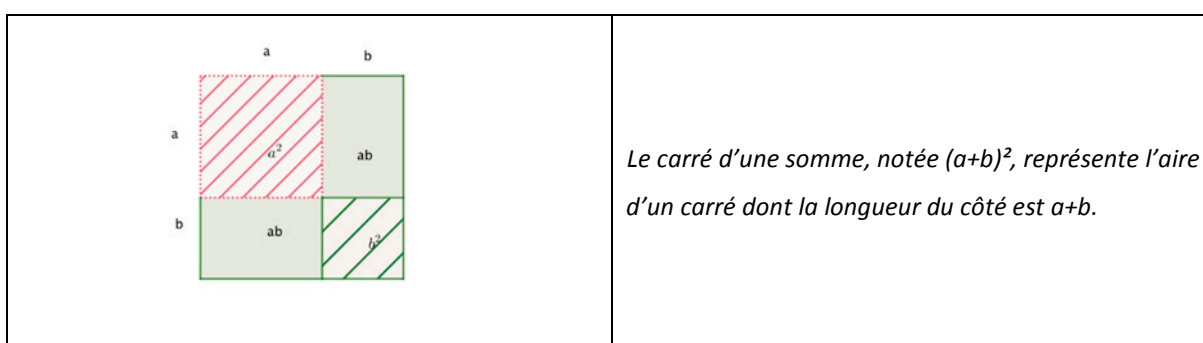 a b
a
a²
ab
b
ab
b²
Le carré d’une somme, notée (a+b)², représente l’aire
d’un carré dont la longueur du côté est a+b.